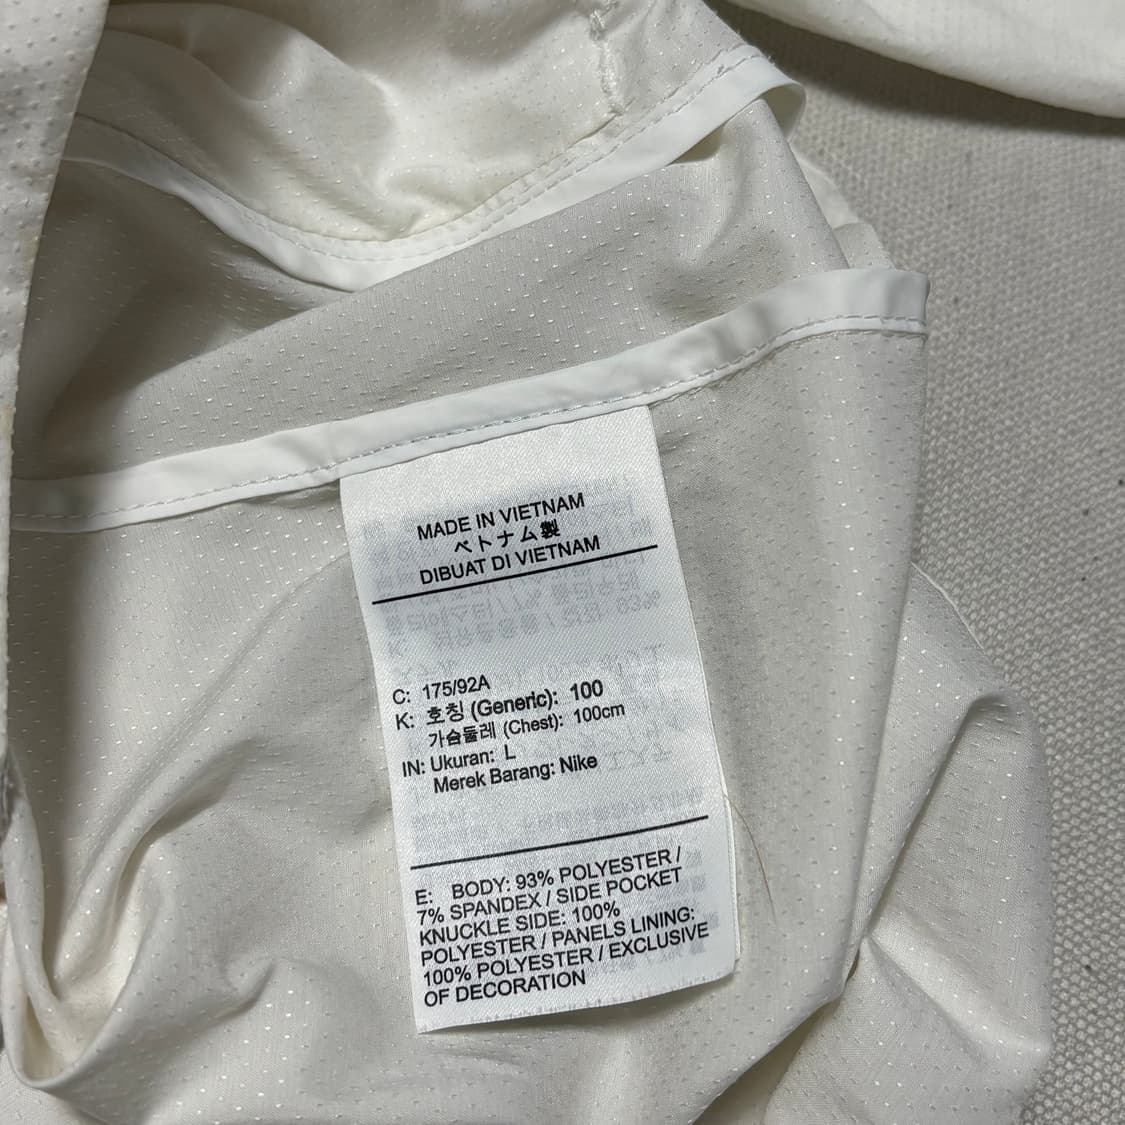 MADE IN VIETNAM
ベトナム製
DIBUAT DI VIETNAM
C: 175/92A
K: 호칭 (Generic): 100
가슴둘레 (Chest): 100cm
IN: Ukuran: L
Merek Barang: Nike
E: BODY: 93% POLYESTER /
7% SPANDEX / SIDE POCKET
KNUCKLE SIDE: 100%
POLYESTER / PANELS LINING:
100% POLYESTER / EXCLUSIVE
OF DECORATION